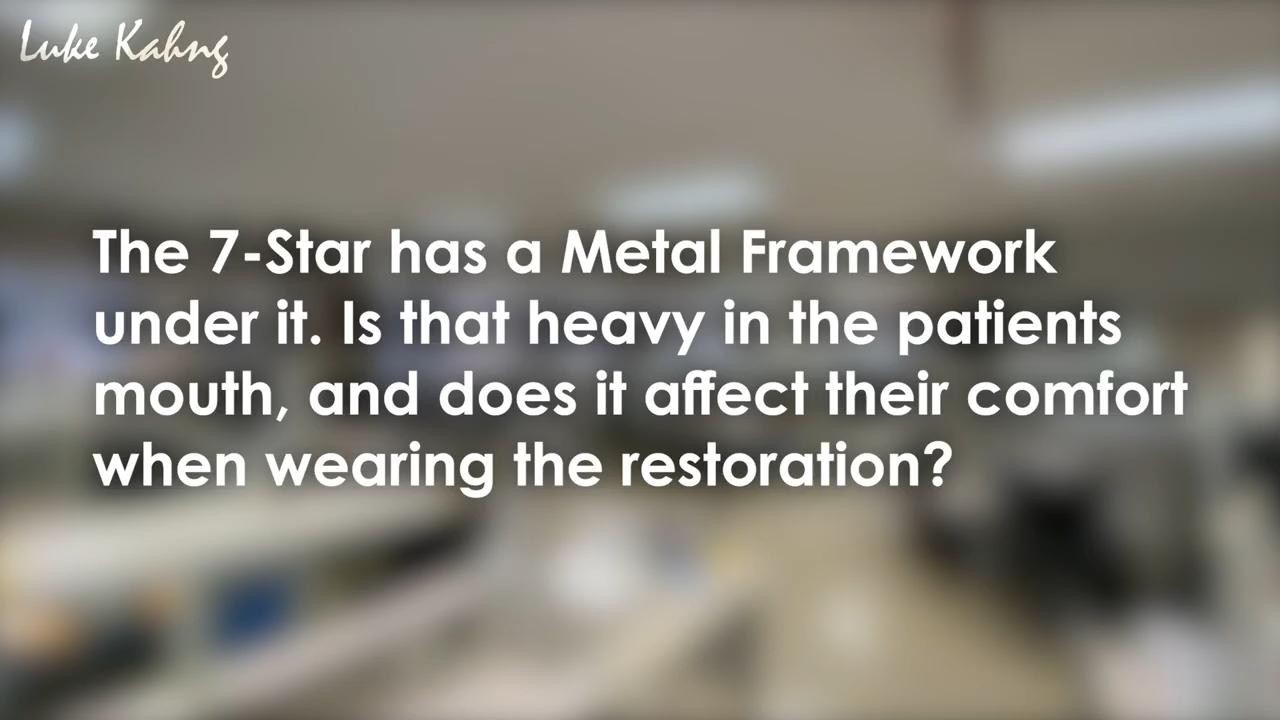 Luke Kahng
The 7-Star has a Metal Framework
under it. Is that heavy in the patients
mouth, and does it affect their comfort
when wearing the restoration?